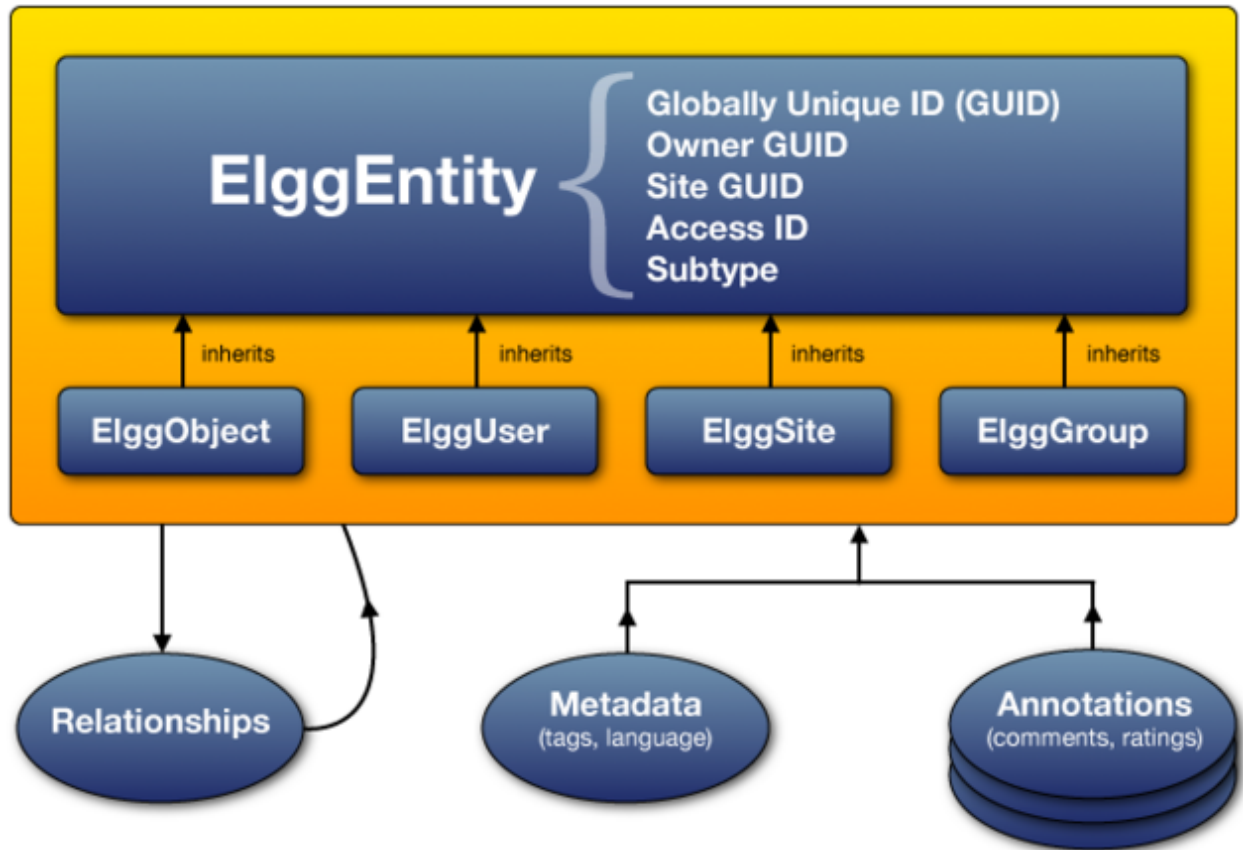 ElggEntity
Globally Unique ID (GUID)
Owner GUID
Site GUID
Access ID
Subtype
inherits
inherits
inherits
inherits
ElggObject
ElggUser
ElggSite
ElggGroup
Relationships
Metadata
(tags, language)
Annotations
(comments, ratings)